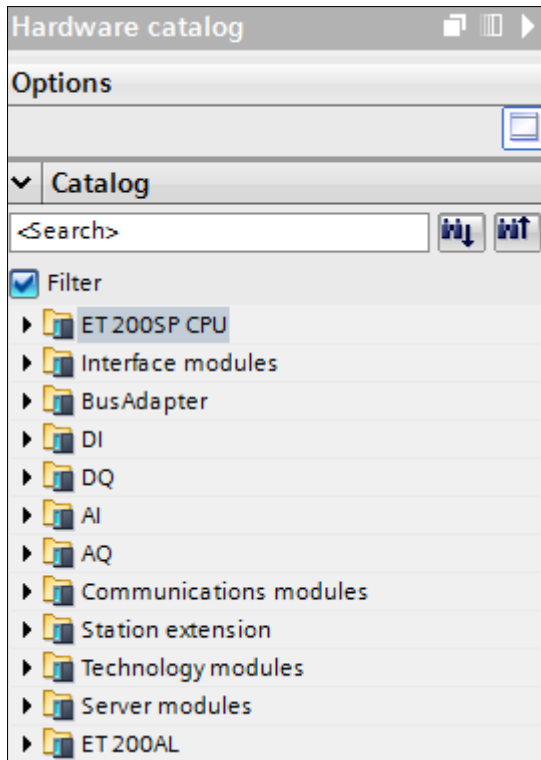 Hardware catalog
Options
Catalog
<Search>
Filter
ET 200SP CPU
Interface modules
BusAdapter
DI
DQ
AI
AQ
Communications modules
Station extension
Technology modules
Server modules
ET 200AL